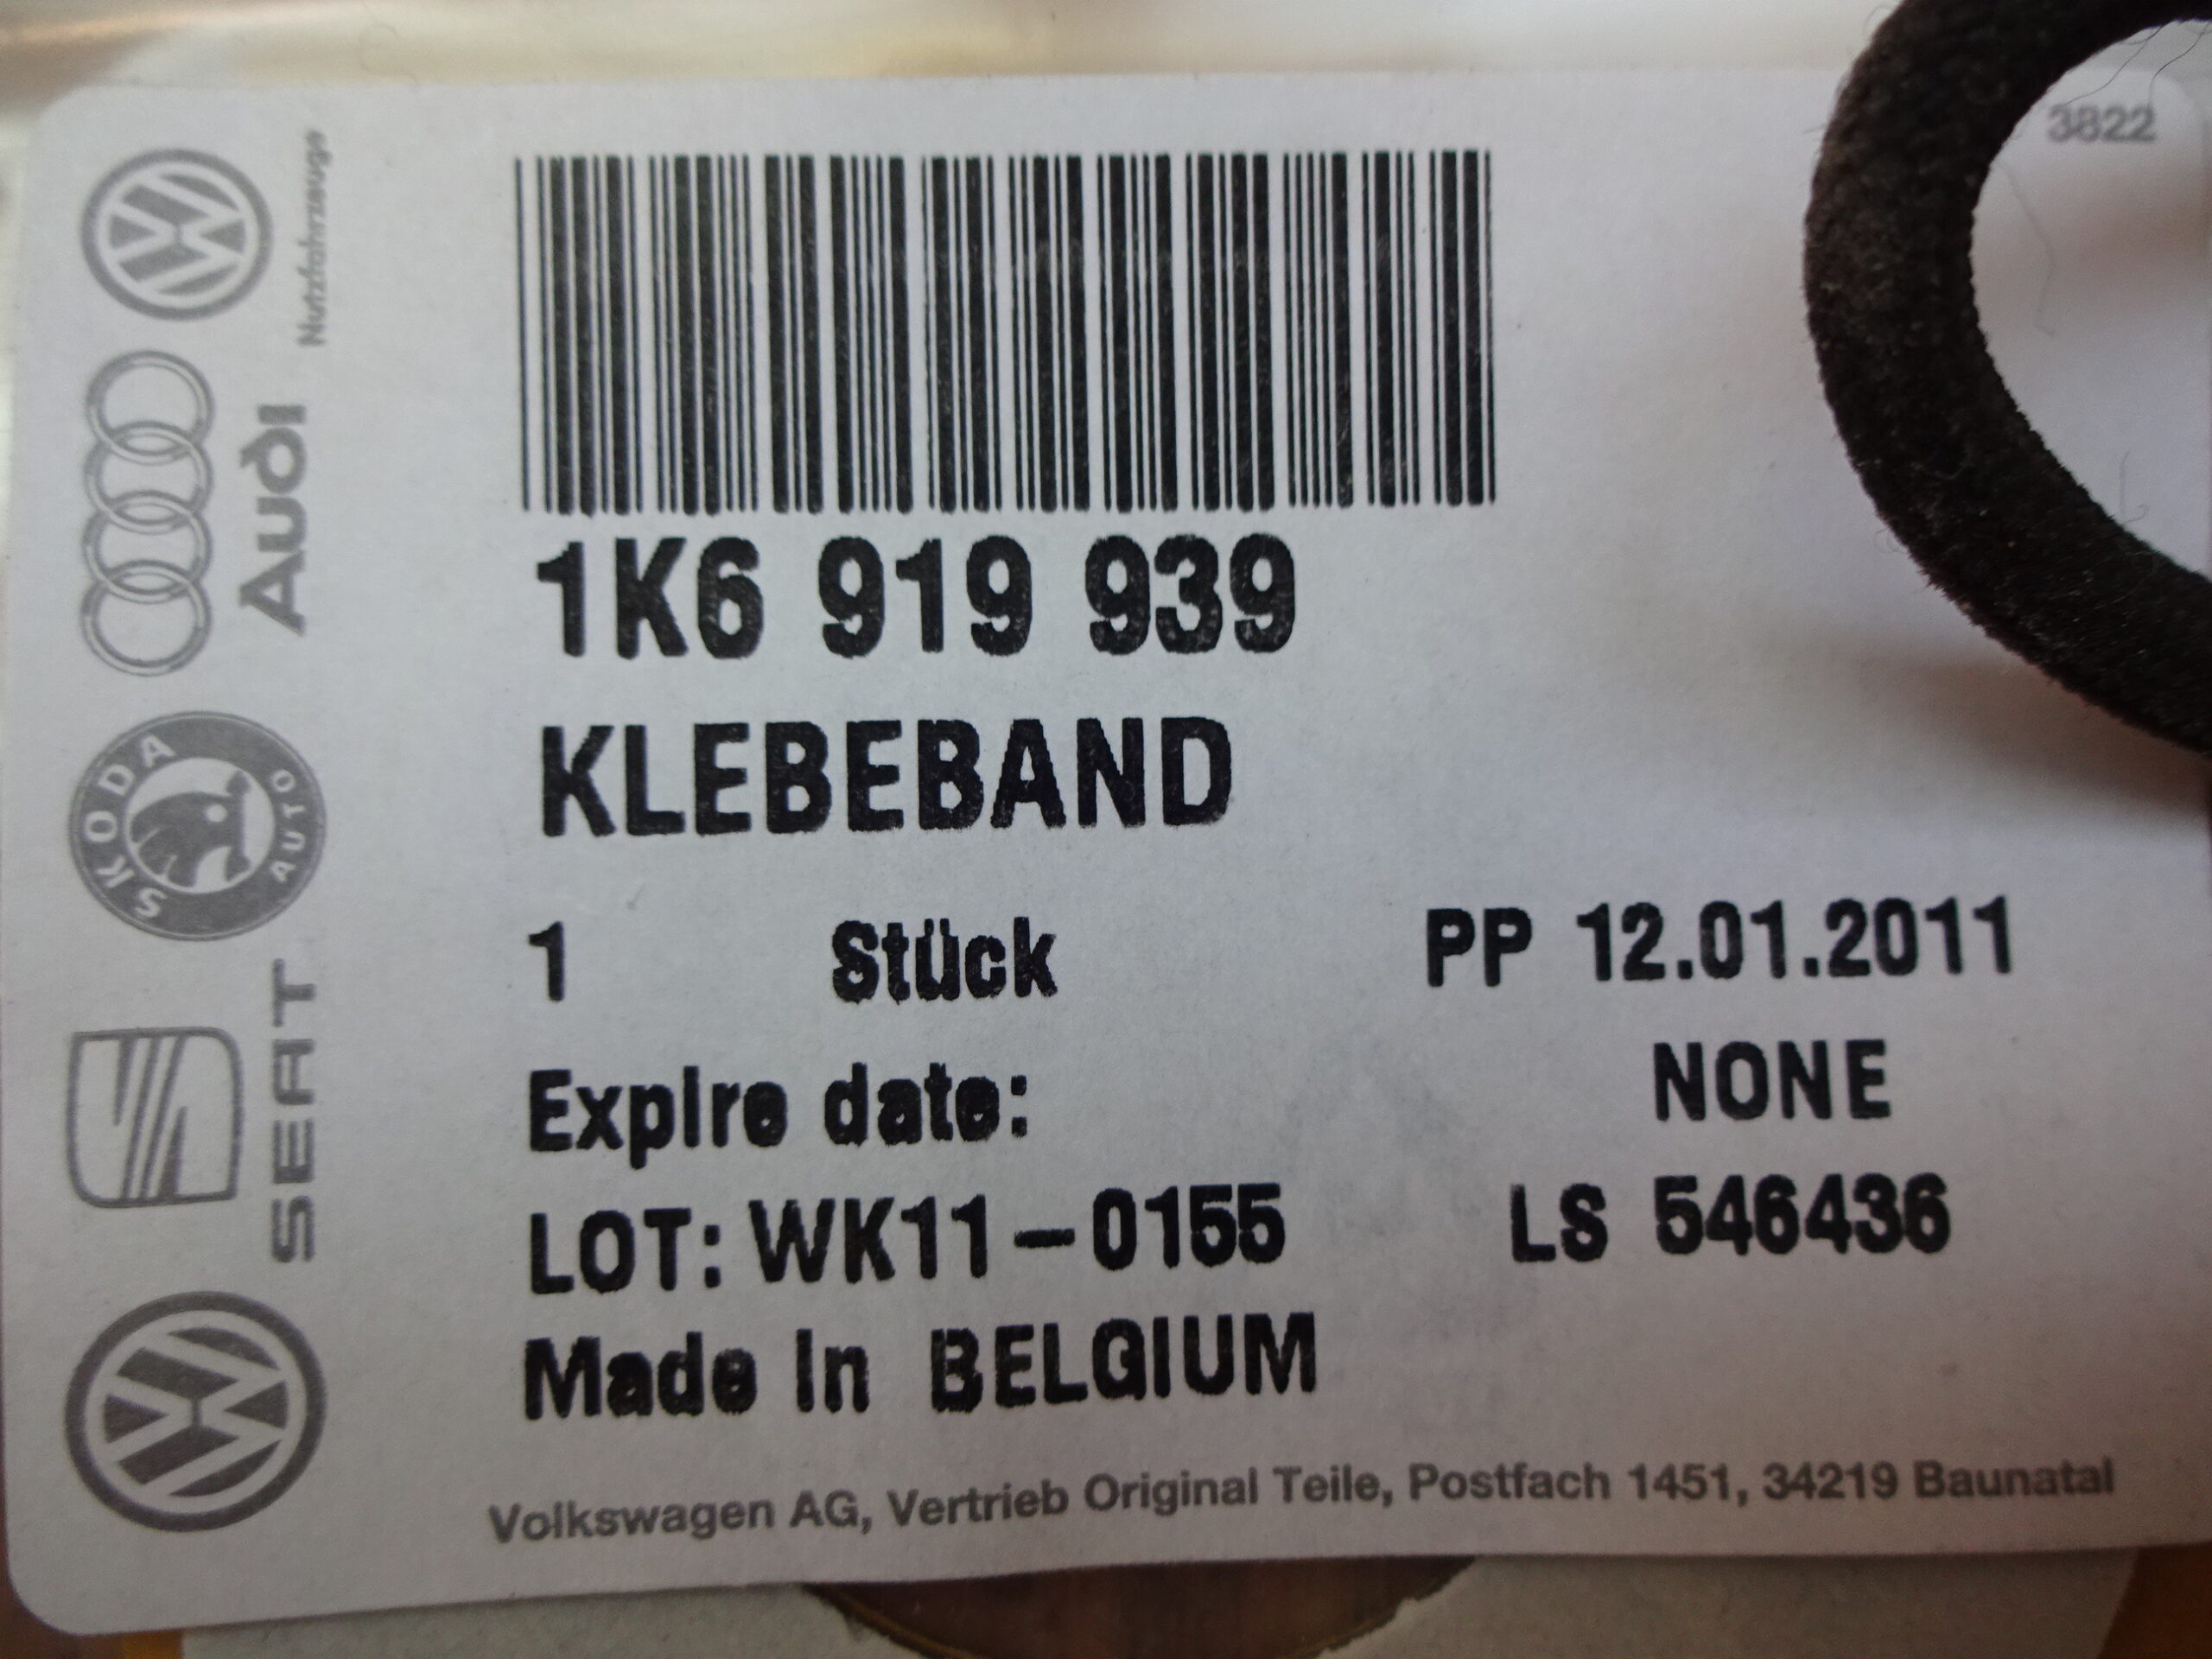 3822
Nutzfahrzeuge
Audi
SKODA
AUTO
SEAT
1K6 919 939
KLEBEBAND
1 Stück PP 12.01.2011
Expire date: NONE
LOT: WK11-0155 LS 546436
Made in BELGIUM
Volkswagen AG, Vertrieb Original Teile, Postfach 1451, 34219 Baunatal